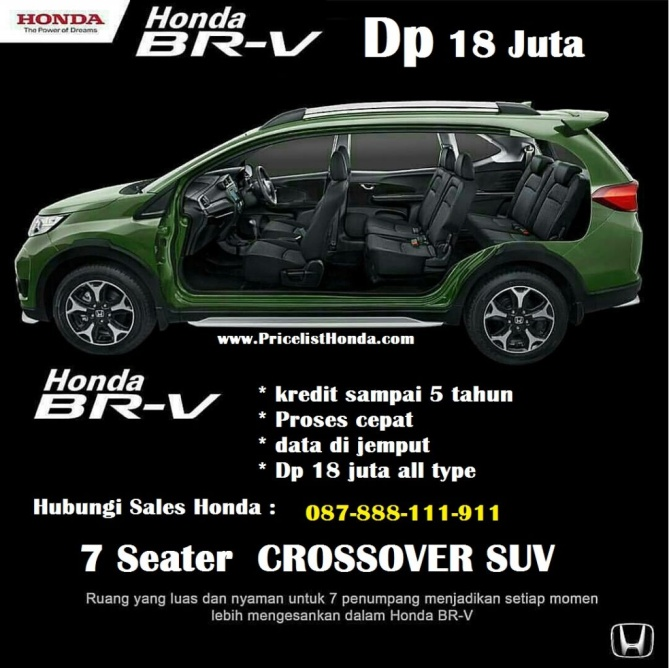 HONDA
The Power of Dreams
Honda
BR-V
Dp 18 Juta
www.PricelistHonda.com
Honda
BR-V
* kredit sampai 5 tahun
* Proses cepat
* data di jemput
* Dp 18 juta all type
Hubungi Sales Honda : 087-888-111-911
7 Seater CROSSOVER SUV
Ruang yang luas dan nyaman untuk 7 penumpang menjadikan setiap momen
lebih mengesankan dalam Honda BR-V